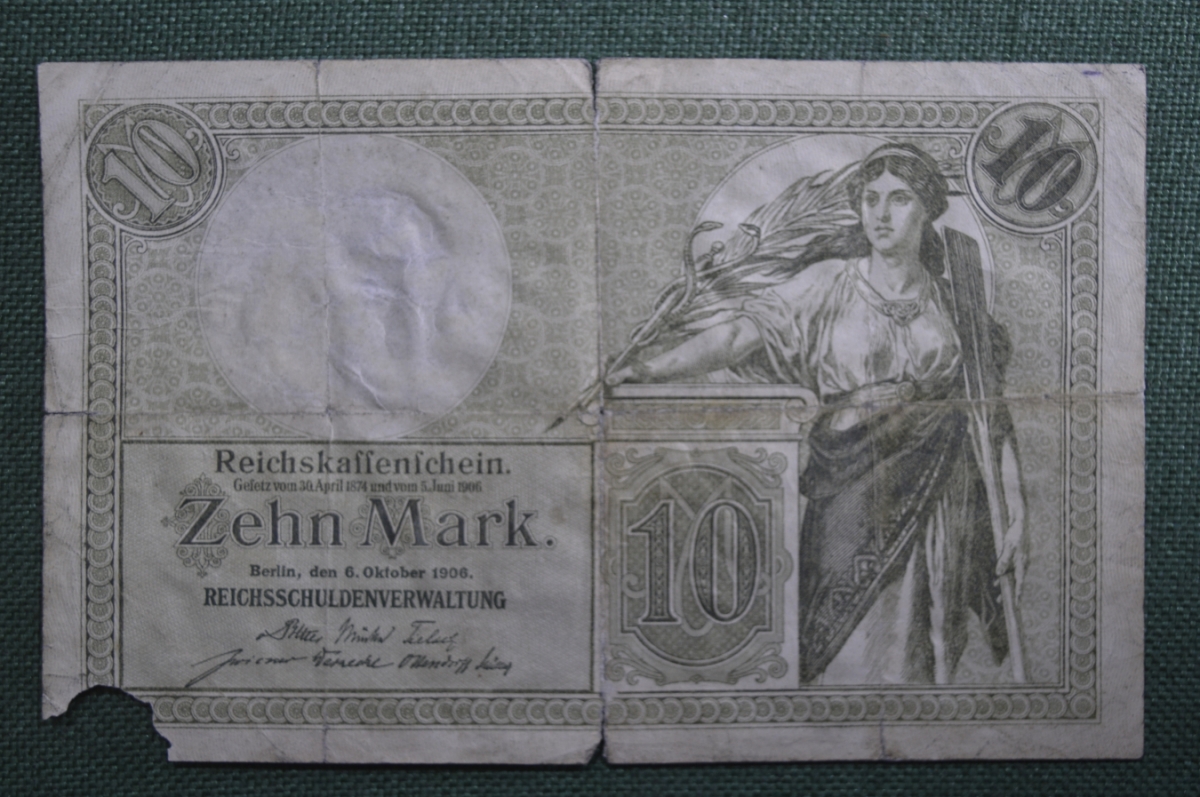 10
10
Reichskaſſenſchein.
Geſetz vom 30. April 1874 und vom 5. Juni 1906
Zehn Mark.
Berlin, den 6. Oktober 1906.
REICHSSCHULDENVERWALTUNG
10